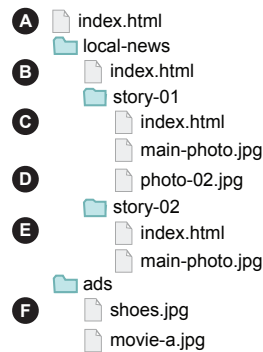 A index.html
local-news
B index.html
story-01
C index.html
main-photo.jpg
D photo-02.jpg
story-02
E index.html
main-photo.jpg
ads
F shoes.jpg
movie-a.jpg